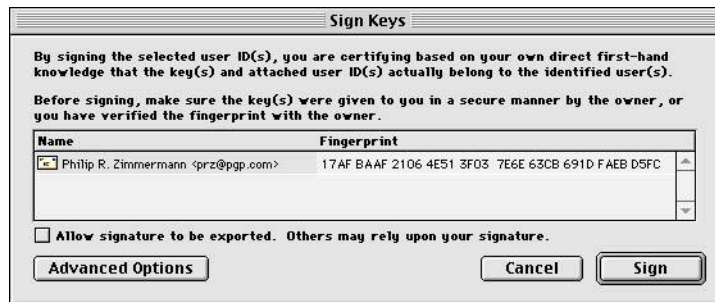 Sign Keys
By signing the selected user ID(s), you are certifying based on your own direct first-hand
knowledge that the key(s) and attached user ID(s) actually belong to the identified user(s).
Before signing, make sure the key(s) were given to you in a secure manner by the owner, or
you have verified the fingerprint with the owner.
Name Fingerprint
Philip R. Zimmermann <prz@pgp.com> 17AF BAAF 2106 4E51 3F03 7E6E 63CB 691D FAEB D5FC
Allow signature to be exported. Others may rely upon your signature.
Advanced Options Cancel Sign